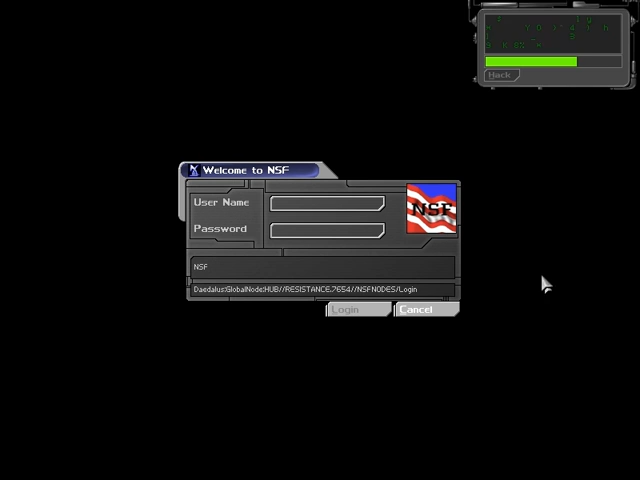 Hack
Welcome to NSF
User Name
NSF
Password
NSF
Daedalus:GlobalNode:HUB//RESISTANCE.7654//NSFNODES/Login
Login
Cancel